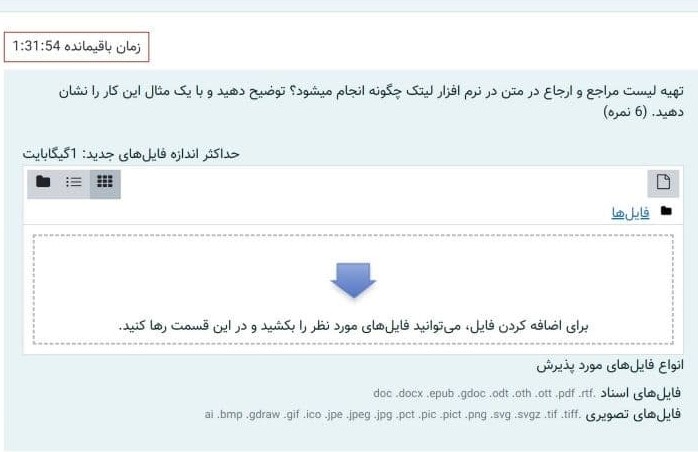 زمان باقیمانده 1:31:54
تهیه لیست مراجع و ارجاع در متن در نرم افزار لیتک چگونه انجام میشود؟ توضیح دهید و با یک مثال این کار را نشان
دهید. (6 نمره)
حداکثر اندازه فایل‌های جدید: 1گیگابایت
فایل‌ها
برای اضافه کردن فایل، می‌توانید فایل‌های مورد نظر را بکشید و در این قسمت رها کنید.
انواع فایل‌های مورد پذیرش
فایل‌های اسناد .doc .docx .epub .gdoc .odt .oth .ott .pdf .rtf
فایل‌های تصویری .ai .bmp .gdraw .gif .ico .jpe .jpeg .jpg .pct .pic .pict .png .svg .svgz .tif .tiff